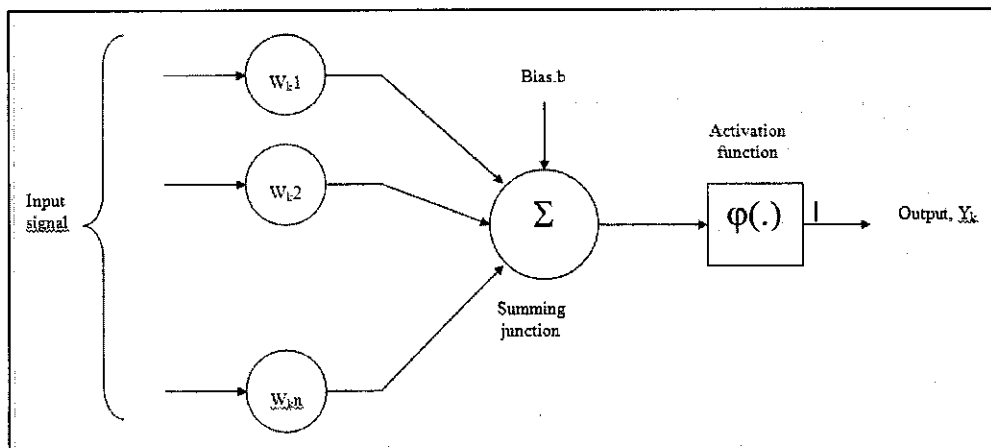 Input
signal
Wk1
Wk2
Wkn
Bias.b
Σ
Summing
junction
Activation
function
φ(.)
Output, Yk